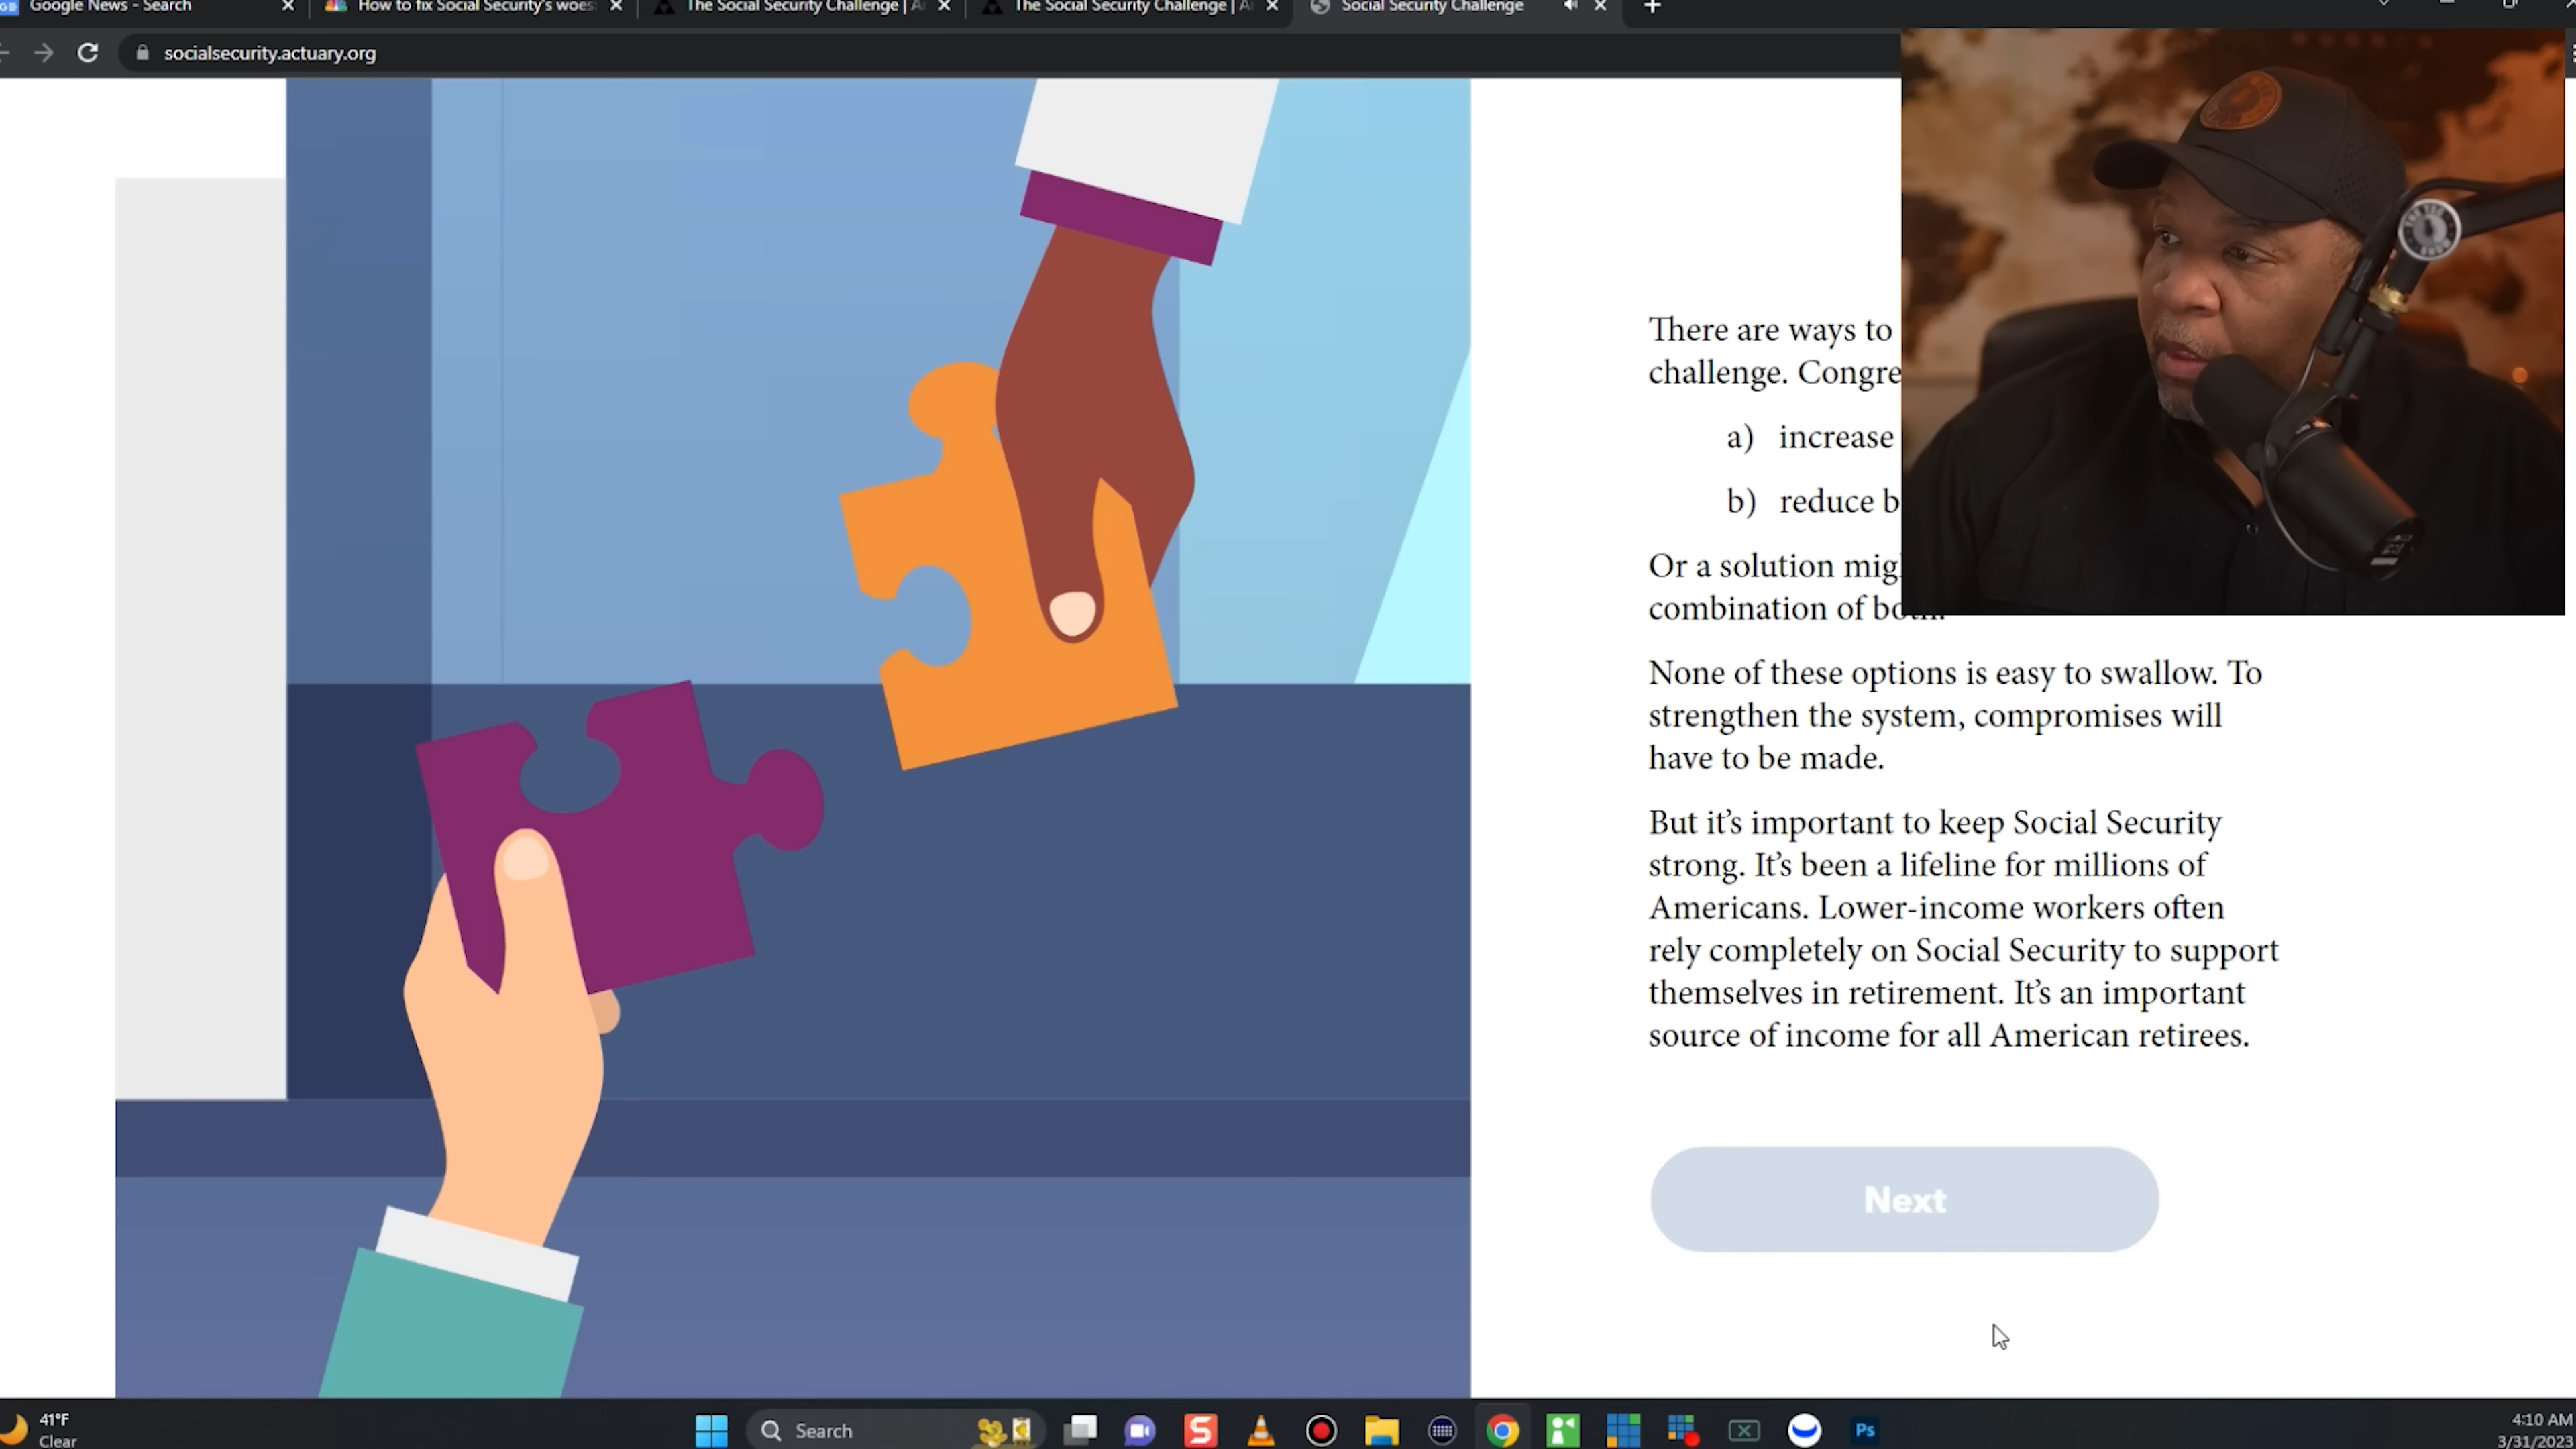 Google News - Search
How to fix Social Security's woes
The Social Security Challenge |
The Social Security Challenge |
Social Security Challenge
socialsecurity.actuary.org
There are ways to
challenge. Congre
a) increase
b) reduce b
Or a solution mig
combination of both.
None of these options is easy to swallow. To
strengthen the system, compromises will
have to be made.
But it's important to keep Social Security
strong. It's been a lifeline for millions of
Americans. Lower-income workers often
rely completely on Social Security to support
themselves in retirement. It's an important
source of income for all American retirees.
Next
41°F
Clear
Search
Ps
4:10 AM
3/31/2023